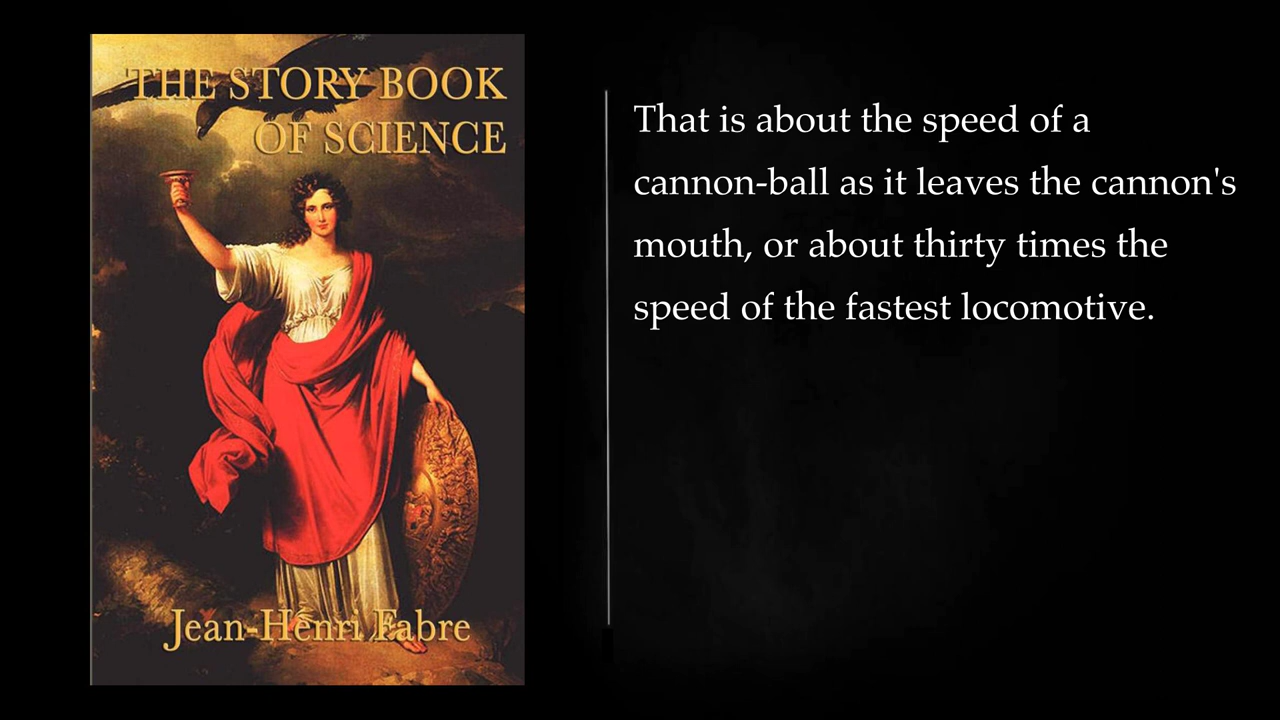 THE STORY BOOK
OF SCIENCE
Jean-Henri Fabre
That is about the speed of a
cannon-ball as it leaves the cannon's
mouth, or about thirty times the
speed of the fastest locomotive.